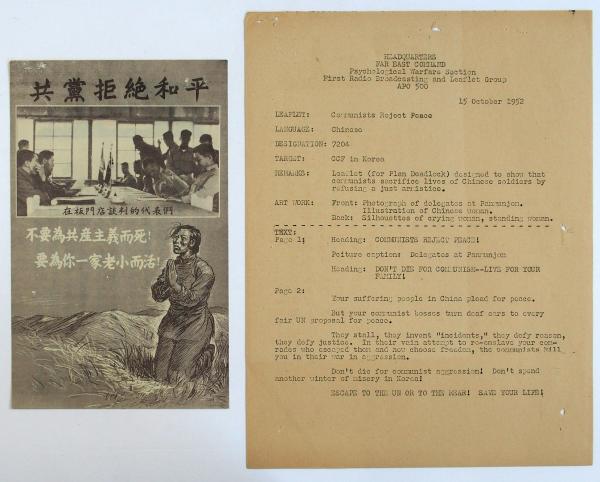 共黨拒絕和平
在板門店談判的代表們
不要為共産主義而死!
要為你一家老小而活!
HEADQUARTERS
FAR EAST COMMAND
Psychological Warfare Section
First Radio Broadcasting and Leaflet Group
APO 500
15 October 1952
LEAFLET: Communists Reject Peace
LANGUAGE: Chinese
DESIGNATION: 7204
TARGET: CCF in Korea
REMARKS: Leaflet (for Plan Deadlock) designed to show that
communists sacrifice lives of Chinese soldiers by
refusing a just armistice.
ART WORK: Front: Photograph of delegates at Panmunjom.
Illustration of Chinese woman.
Back: Silhouettes of crying woman, standing woman.
TEXT:
Page 1: Heading: COMMUNISTS REJECT PEACE!
Picture caption: Delegates at Panmunjom
Heading: DON'T DIE FOR COMMUNISM--LIVE FOR YOUR
FAMILY!
Page 2:
Your suffering people in China plead for peace.
But your communist bosses turn deaf ears to every
fair UN proposal for peace.
They stall, they invent "incidents," they defy reason,
they defy justice. In their vain attempt to re-enslave your com-
rades who escaped them and now choose freedom, the communists kill
you in their war in aggression.
Don't die for communist aggression! Don't spend
another winter of misery in Korea!
ESCAPE TO THE UN OR TO THE REAR! SAVE YOUR LIFE!